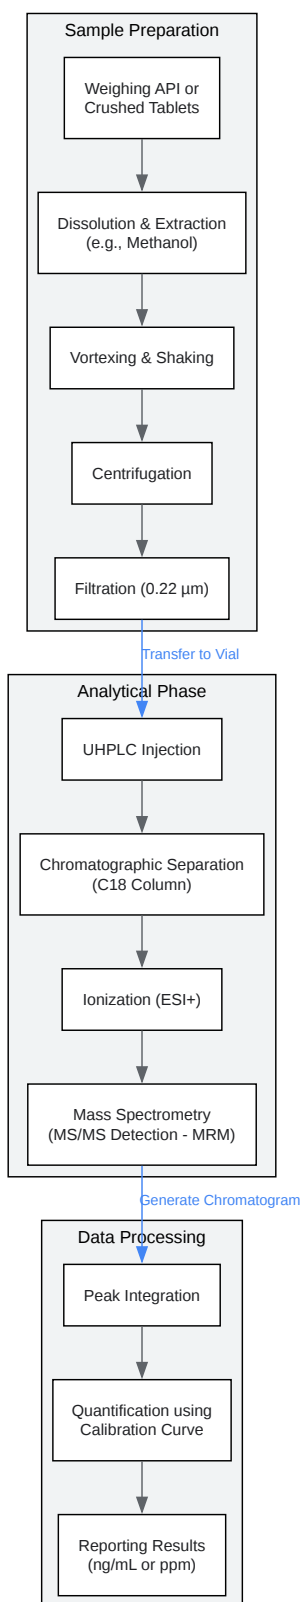 Sample Preparation
Weighing API or
Crushed Tablets
Dissolution & Extraction
(e.g., Methanol)
Vortexing & Shaking
Centrifugation
Filtration (0.22 µm)
Transfer to Vial
Analytical Phase
UHPLC Injection
Chromatographic Separation
(C18 Column)
Ionization (ESI+)
Mass Spectrometry
(MS/MS Detection - MRM)
Generate Chromatogram
Data Processing
Peak Integration
Quantification using
Calibration Curve
Reporting Results
(ng/mL or ppm)